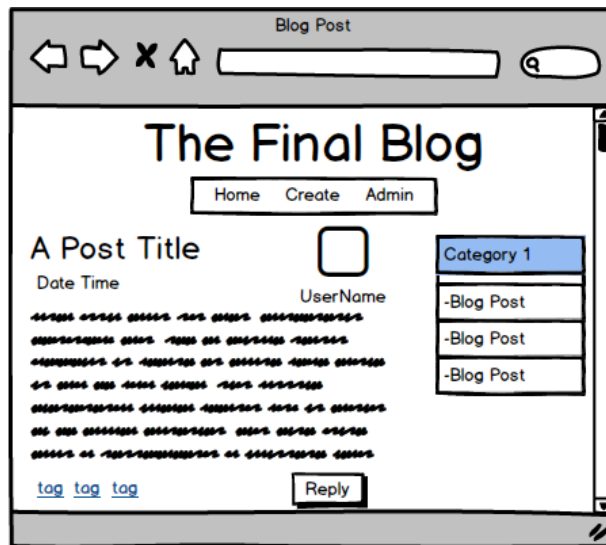 Blog Post
The Final Blog
Home Create Admin
A Post Title
Date Time
UserName
tag tag tag
Reply
Category 1
-Blog Post
-Blog Post
-Blog Post